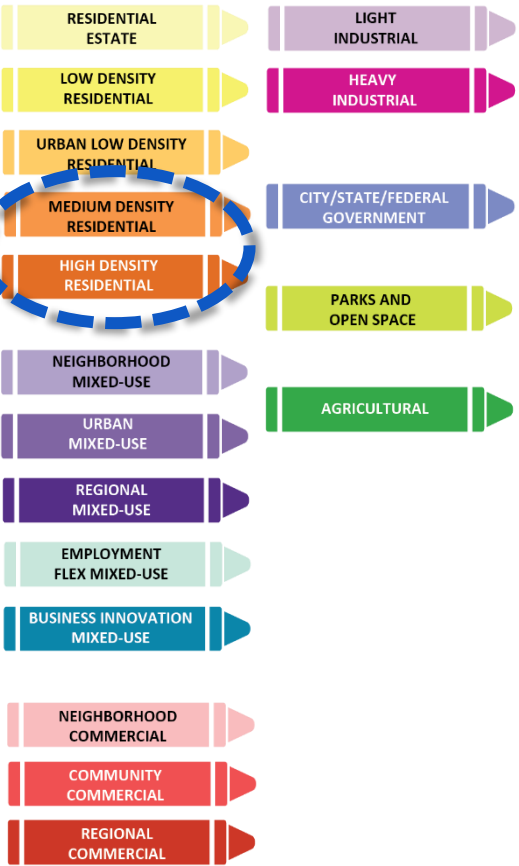 RESIDENTIAL
ESTATE
LOW DENSITY
RESIDENTIAL
URBAN LOW DENSITY
RESIDENTIAL
MEDIUM DENSITY
RESIDENTIAL
HIGH DENSITY
RESIDENTIAL
NEIGHBORHOOD
MIXED-USE
URBAN
MIXED-USE
REGIONAL
MIXED-USE
EMPLOYMENT
FLEX MIXED-USE
BUSINESS INNOVATION
MIXED-USE
NEIGHBORHOOD
COMMERCIAL
COMMUNITY
COMMERCIAL
REGIONAL
COMMERCIAL
LIGHT
INDUSTRIAL
HEAVY
INDUSTRIAL
CITY/STATE/FEDERAL
GOVERNMENT
PARKS AND
OPEN SPACE
AGRICULTURAL